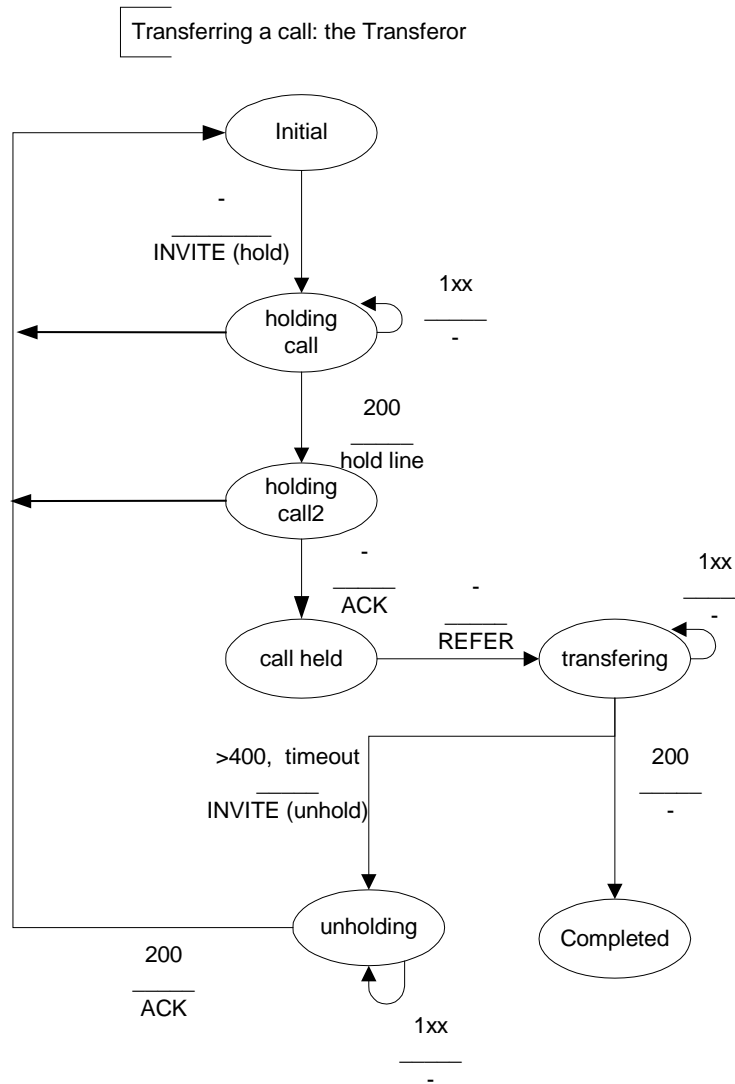 Transferring a call: the Transferor
Initial
-
INVITE (hold)
holding
call
1xx
-
200
hold line
holding
call2
-
ACK
call held
-
REFER
transfering
1xx
-
>400, timeout
INVITE (unhold)
200
-
unholding
Completed
200
ACK
1xx
-